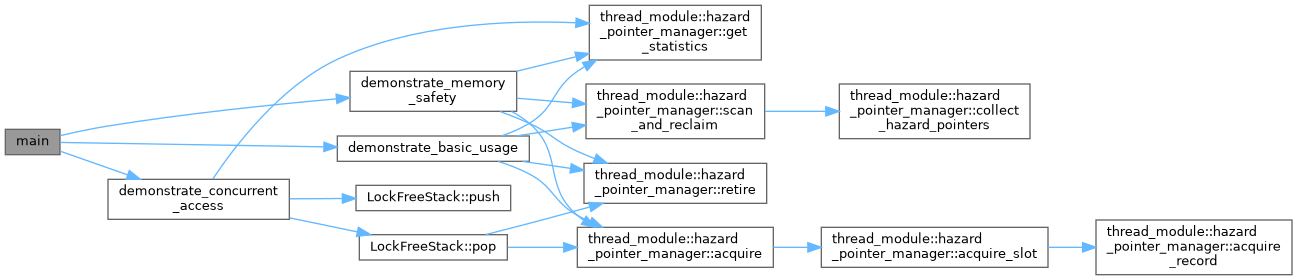 main
demonstrate_concurrent
_access
demonstrate_memory
_safety
demonstrate_basic_usage
LockFreeStack::push
LockFreeStack::pop
thread_module::hazard
_pointer_manager::get
_statistics
thread_module::hazard
_pointer_manager::scan
_and_reclaim
thread_module::hazard
_pointer_manager::retire
thread_module::hazard
_pointer_manager::acquire
thread_module::hazard
_pointer_manager::collect
_hazard_pointers
thread_module::hazard
_pointer_manager::acquire_slot
thread_module::hazard
_pointer_manager::acquire
_record